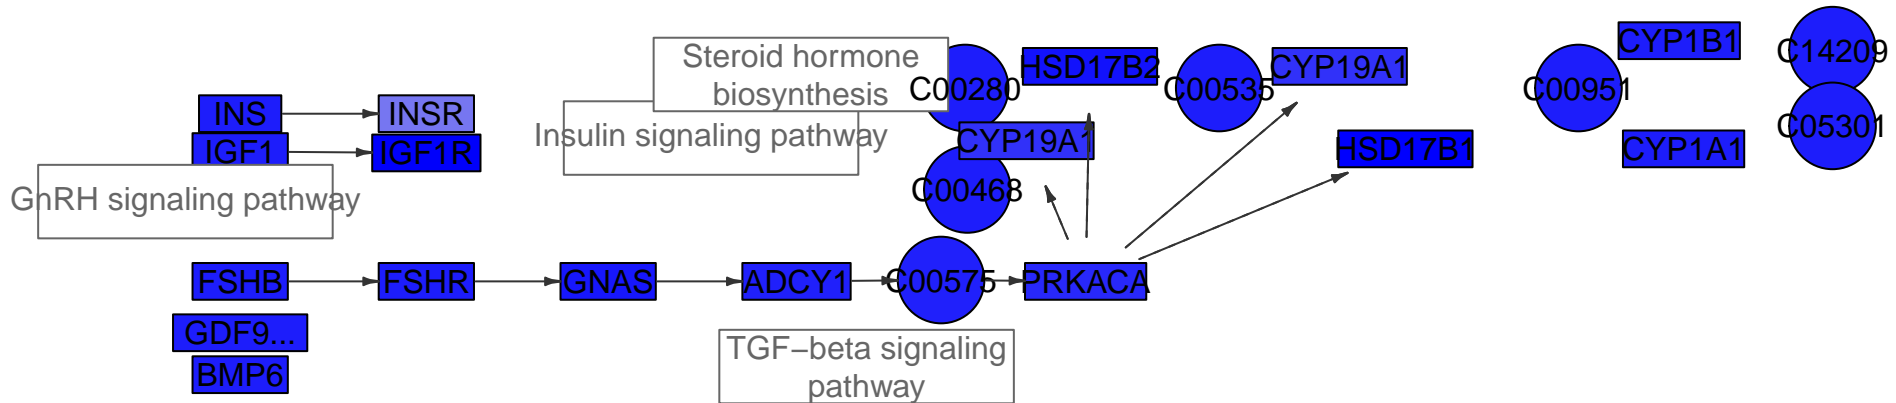 Steroid hormone
biosynthesis
C00280
HSD17B2
C00535
CYP19A1
C00951
CYP1B1
C14209
INS
INSR
Insulin signaling pathway
CYP19A1
HSD17B1
CYP1A1
C05301
IGF1
IGF1R
GnRH signaling pathway
C00468
FSHB
FSHR
GNAS
ADCY1
C00575
PRKACA
GDF9...
BMP6
TGF−beta signaling
pathway